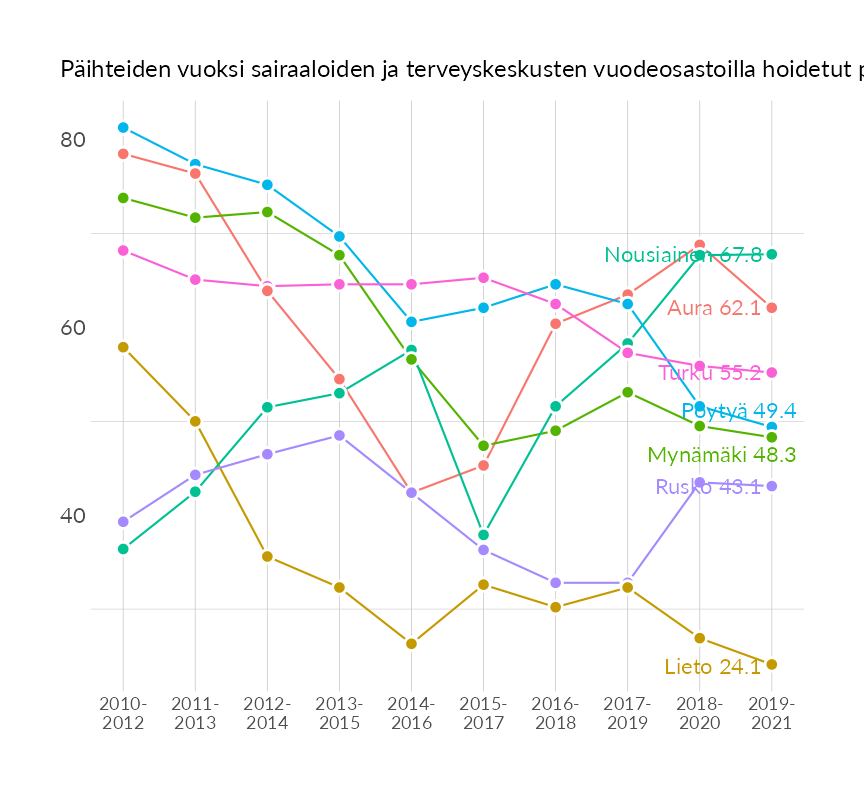 Päihteiden vuoksi sairaaloiden ja terveyskeskusten vuodeosastoilla hoidetut
80
60
40
Nousiainen 67.8
Aura 62.1
Turku 55.2
Pöytyä 49.4
Mynämäki 48.3
Rusko 43.1
Lieto 24.1
2010- 2011- 2012- 2013- 2014- 2015- 2016- 2017- 2018- 2019-
2012 2013 2014 2015 2016 2017 2018 2019 2020 2021